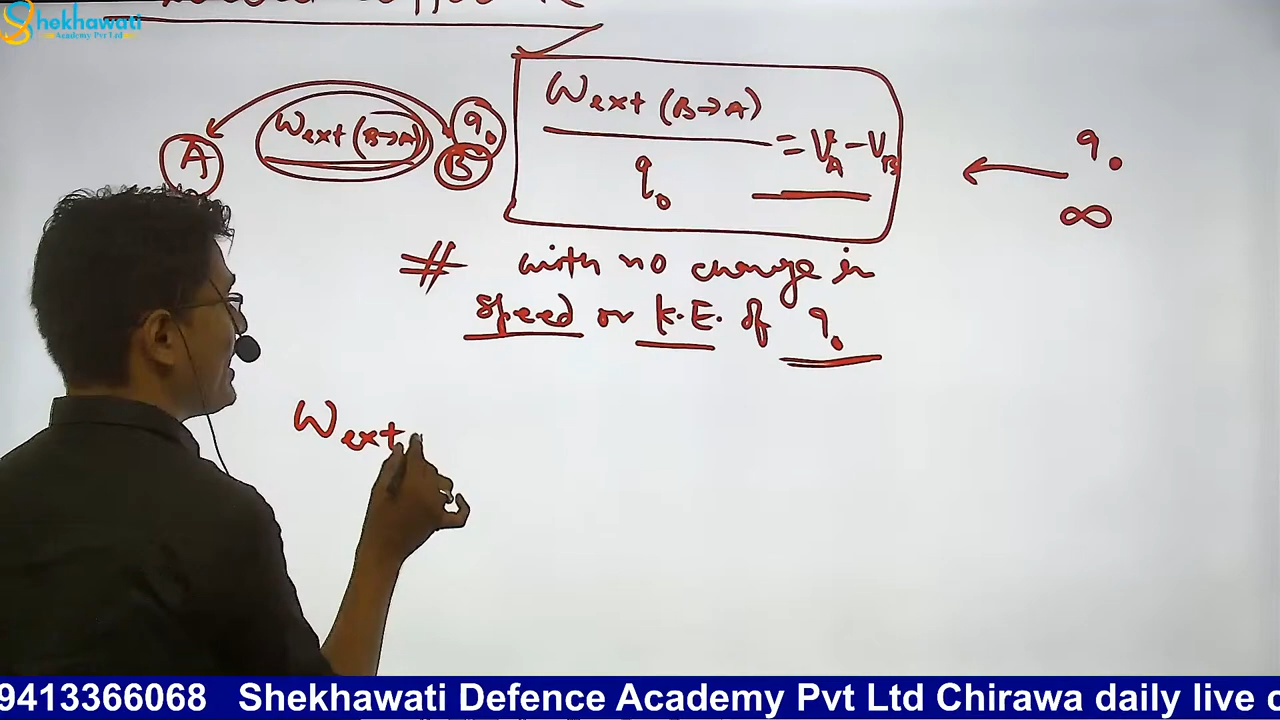 Shekhawati
Academy Pvt Ltd
A
Wext (B→A)
q₀
B
Wext (B→A)
q₀
= V_A - V_B
q₀
∞
# with no change in
speed or K.E. of q₀
Wext
9413366068 Shekhawati Defence Academy Pvt Ltd Chirawa daily live c